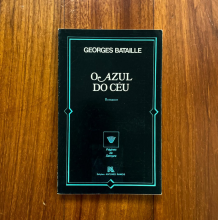 GEORGES BATAILLE
O AZUL
DO CÉU
Romance